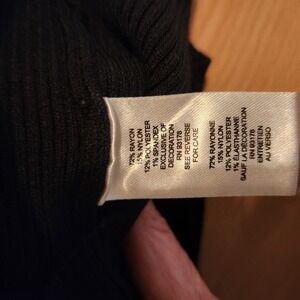 72% RAYON
15% NYLON
12% POLYESTER
1% SPANDEX
EXCLUSIVE OF
DECORATION
RN 93178
SEE REVERSE
FOR CARE
72% RAYONNE
15% NYLON
12% POLYESTER
1% ÉLASTHANNE
SAUF LA DÉCORATION
RN 93178
ENTRETIEN
AU VERSO